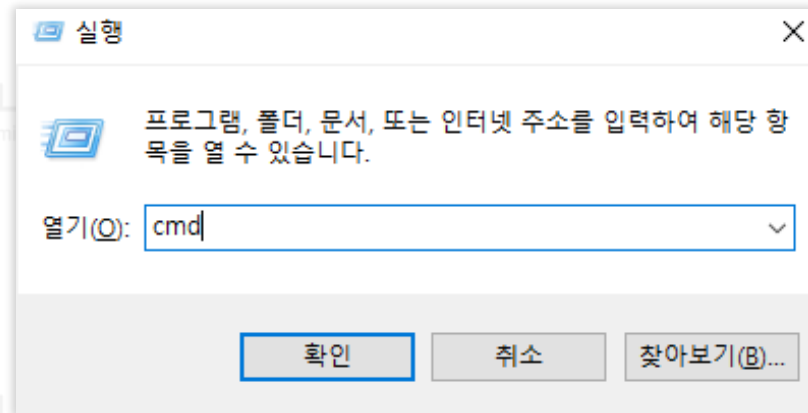 실행
프로그램, 폴더, 문서, 또는 인터넷 주소를 입력하여 해당 항
목을 열 수 있습니다.
열기(O): cmd
확인 취소 찾아보기(B)...